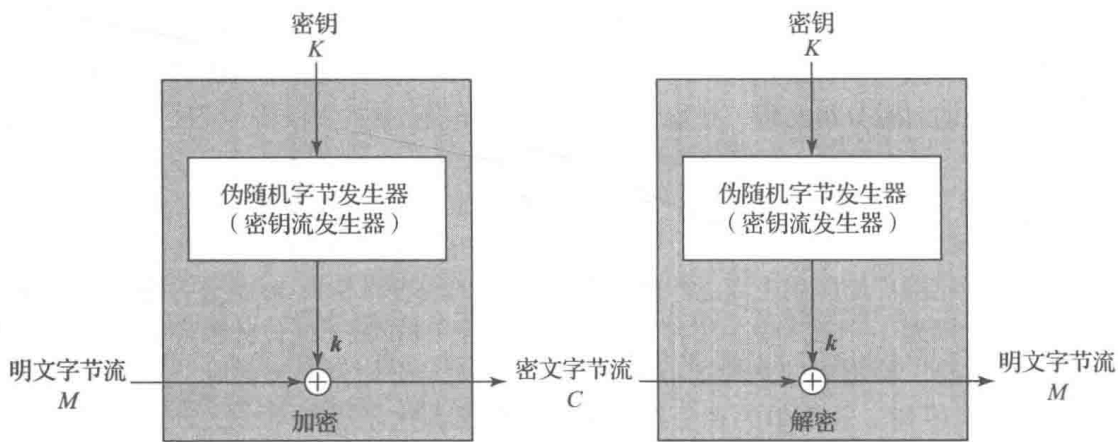 密钥
K
密钥
K
伪随机字节发生器
（密钥流发生器）
伪随机字节发生器
（密钥流发生器）
k
k
明文字节流
M
密文字节流
C
明文字节流
M
加密
解密